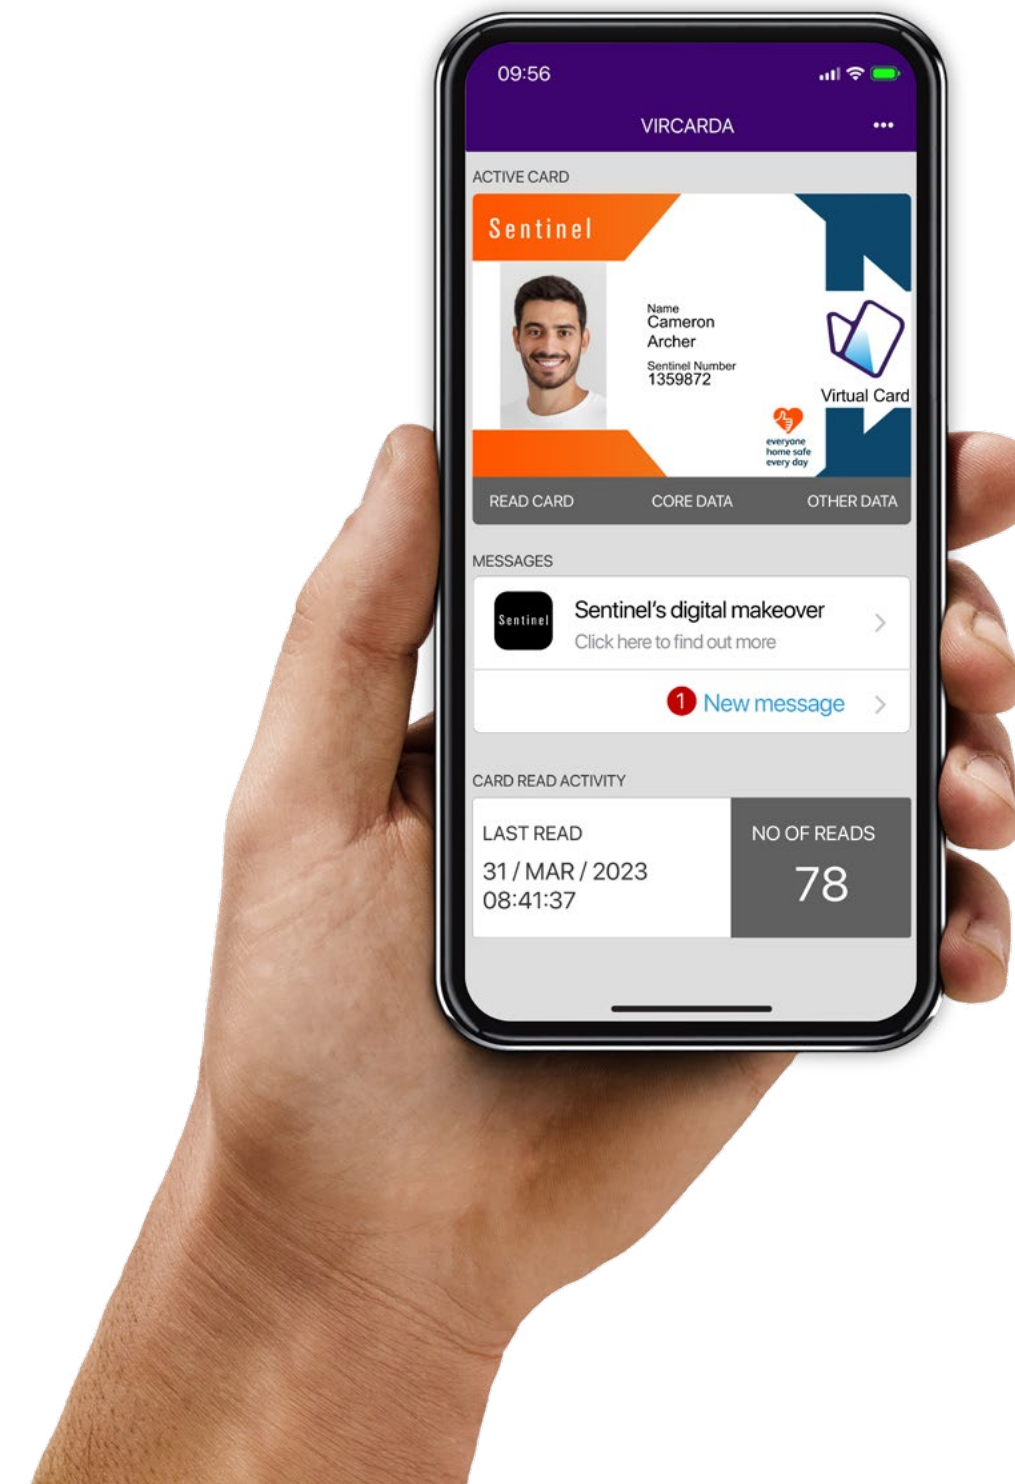 09:56
VIRCARDA
ACTIVE CARD
Sentinel
Name
Cameron
Archer
Sentinel Number
1359872
Virtual Card
everyone
home safe
every day
READ CARD CORE DATA OTHER DATA
MESSAGES
Sentinel
Sentinel's digital makeover
Click here to find out more
1 New message
CARD READ ACTIVITY
LAST READ
31 / MAR / 2023
08:41:37
NO OF READS
78